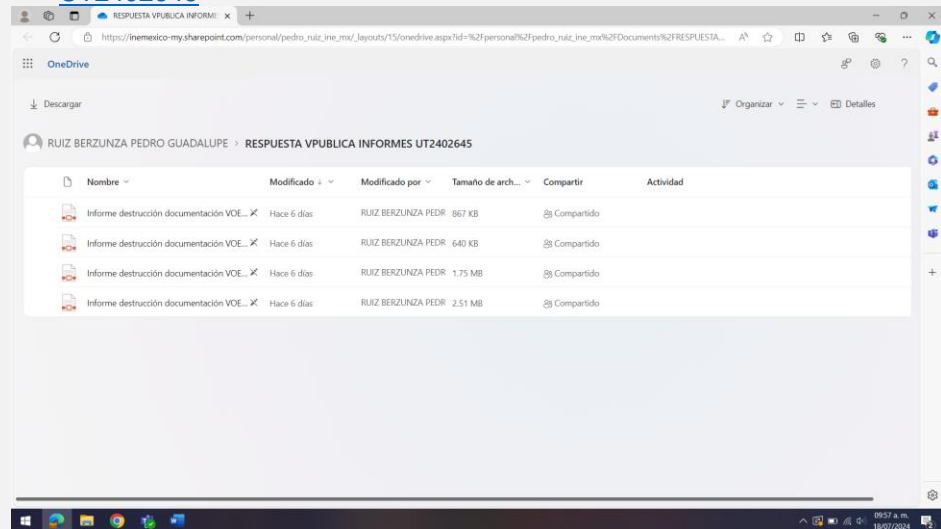 UT2402645
RESPUESTA VPUBLICA INFORME
https://inemexico-my.sharepoint.com/personal/pedro_ruiz_ine_mx/_layouts/15/onedrive.aspx?id=%2Fpersonal%2Fpedro_ruiz_ine_mx%2FDocuments%2FRESPUESTA...
OneDrive
Descargar
Organizar
Detalles
RUIZ BERZUNZA PEDRO GUADALUPE > RESPUESTA VPUBLICA INFORMES UT2402645
Nombre Modificado Modificado por Tamaño de arch... Compartir Actividad
Informe destrucción documentación VOE... Hace 6 días RUIZ BERZUNZA PEDR 867 KB Compartido
Informe destrucción documentación VOE... Hace 6 días RUIZ BERZUNZA PEDR 640 KB Compartido
Informe destrucción documentación VOE... Hace 6 días RUIZ BERZUNZA PEDR 1.75 MB Compartido
Informe destrucción documentación VOE... Hace 6 días RUIZ BERZUNZA PEDR 2.51 MB Compartido
09:57 a. m.
18/07/2024